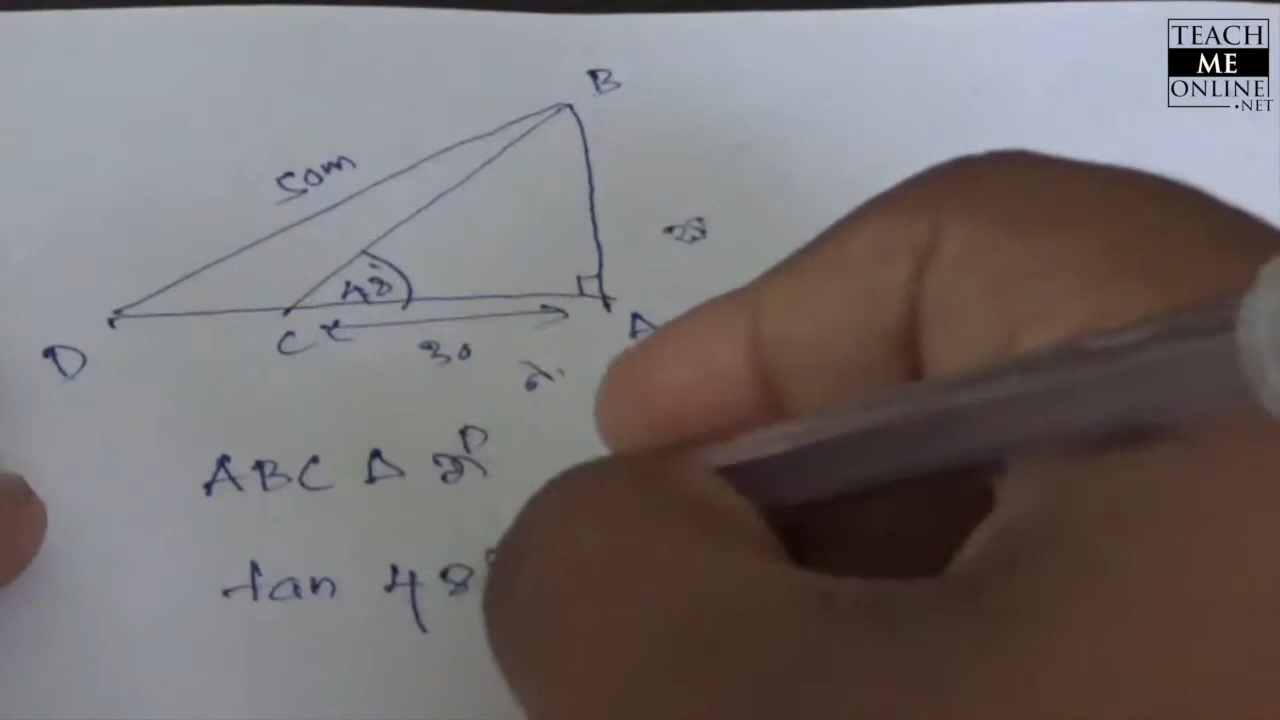 TEACH
ME
ONLINE
.NET
B
50m
48°
D
C
A
30
ABC Δ
tan 48°